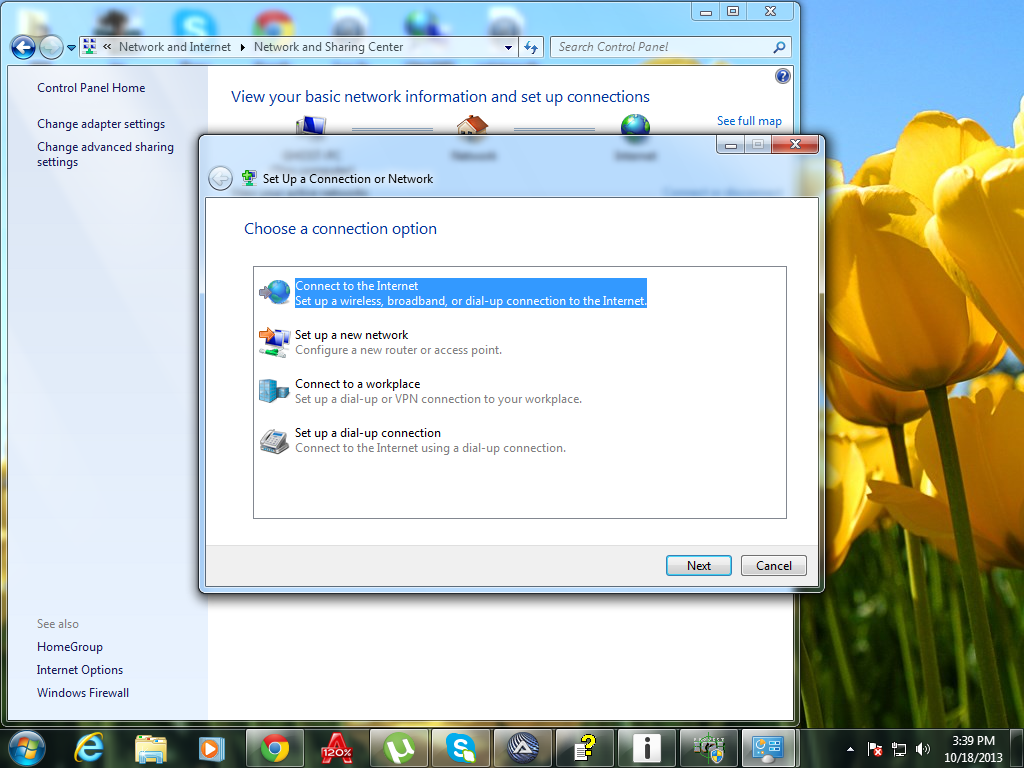 « Network and Internet ▸ Network and Sharing Center
Search Control Panel
Control Panel Home
Change adapter settings
Change advanced sharing
settings
See also
HomeGroup
Internet Options
Windows Firewall
View your basic network information and set up connections
See full map
Network
Internet
Set Up a Connection or Network
Choose a connection option
Connect to the Internet
Set up a wireless, broadband, or dial-up connection to the Internet.
Set up a new network
Configure a new router or access point.
Connect to a workplace
Set up a dial-up or VPN connection to your workplace.
Set up a dial-up connection
Connect to the Internet using a dial-up connection.
Next
Cancel
120%
3:39 PM
10/18/2013